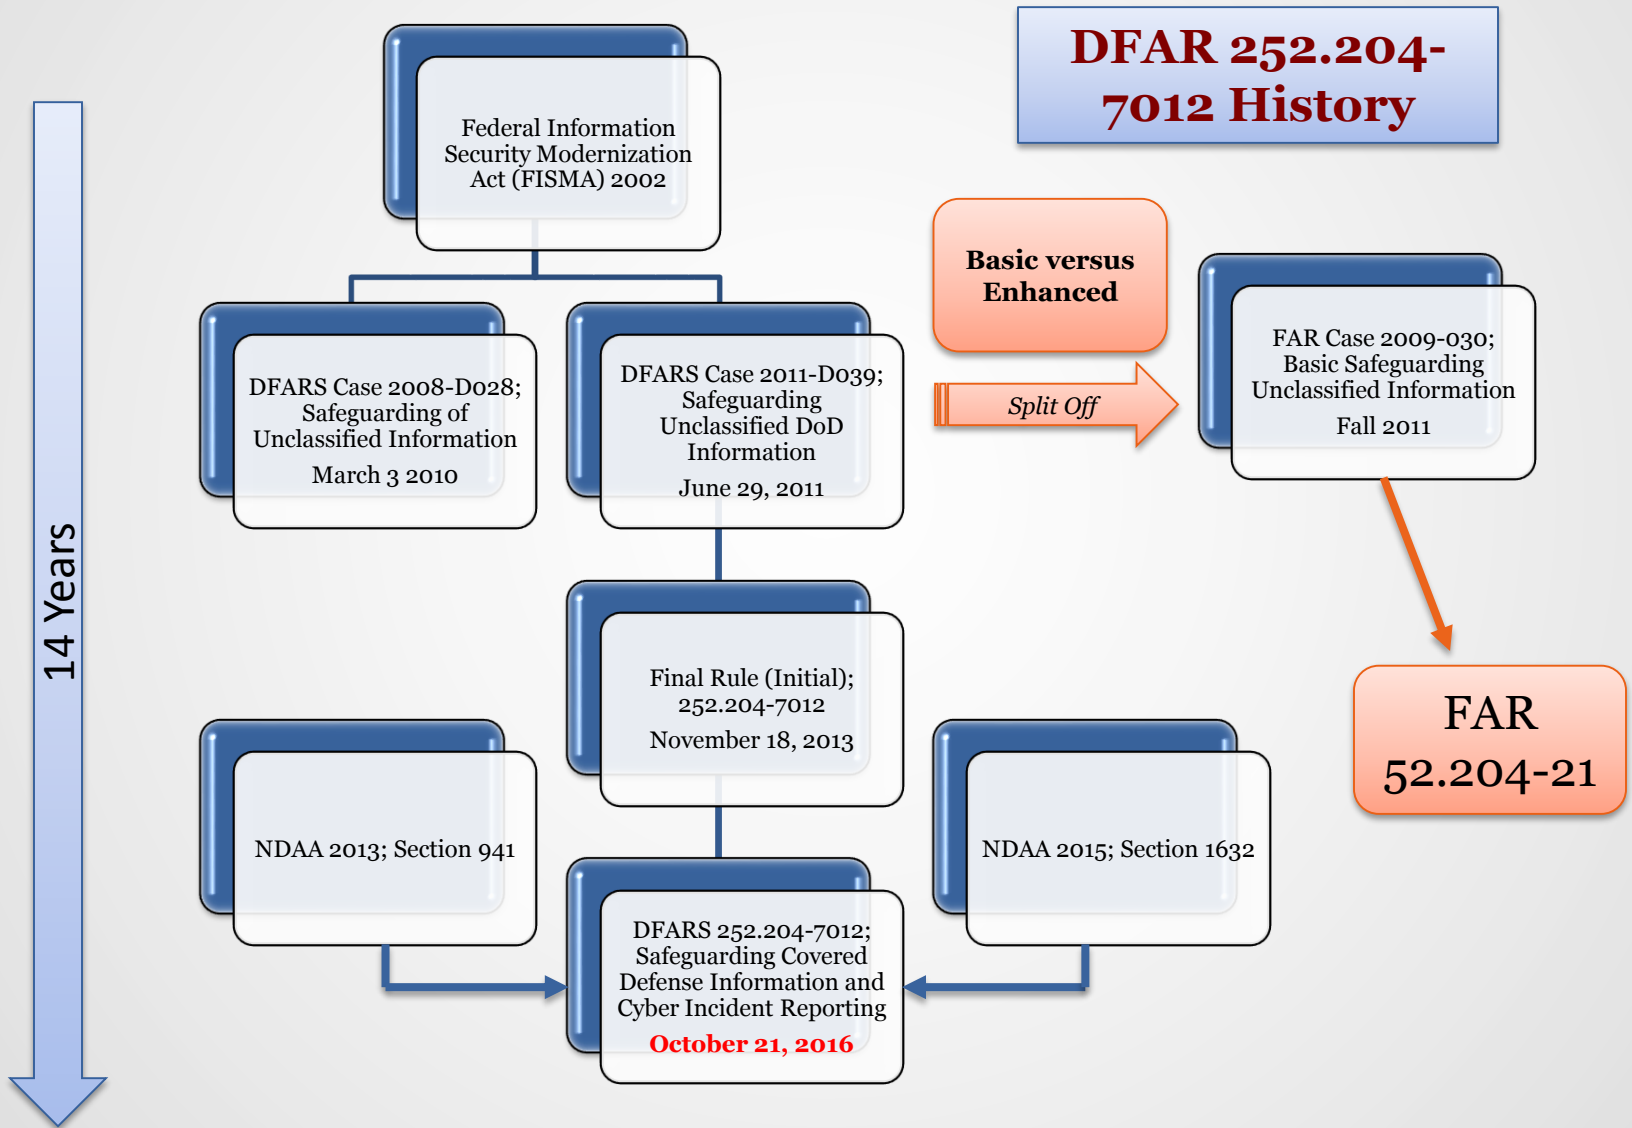 DFAR 252.204-
7012 History
14 Years
Federal Information
Security Modernization
Act (FISMA) 2002
Basic versus
Enhanced
Split Off
FAR Case 2009-030;
Basic Safeguarding
Unclassified Information
Fall 2011
DFARS Case 2008-D028;
Safeguarding of
Unclassified Information
March 3 2010
DFARS Case 2011-D039;
Safeguarding
Unclassified DoD
Information
June 29, 2011
Final Rule (Initial);
252.204-7012
November 18, 2013
FAR
52.204-21
NDAA 2013; Section 941
NDAA 2015; Section 1632
DFARS 252.204-7012;
Safeguarding Covered
Defense Information and
Cyber Incident Reporting
October 21, 2016